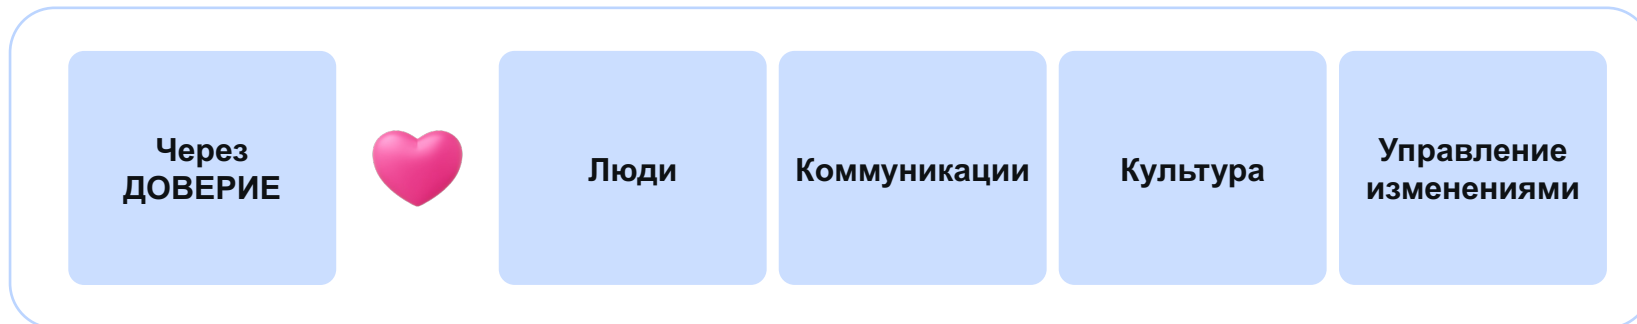 Через
ДОВЕРИЕ
Люди
Коммуникации
Культура
Управление
изменениями